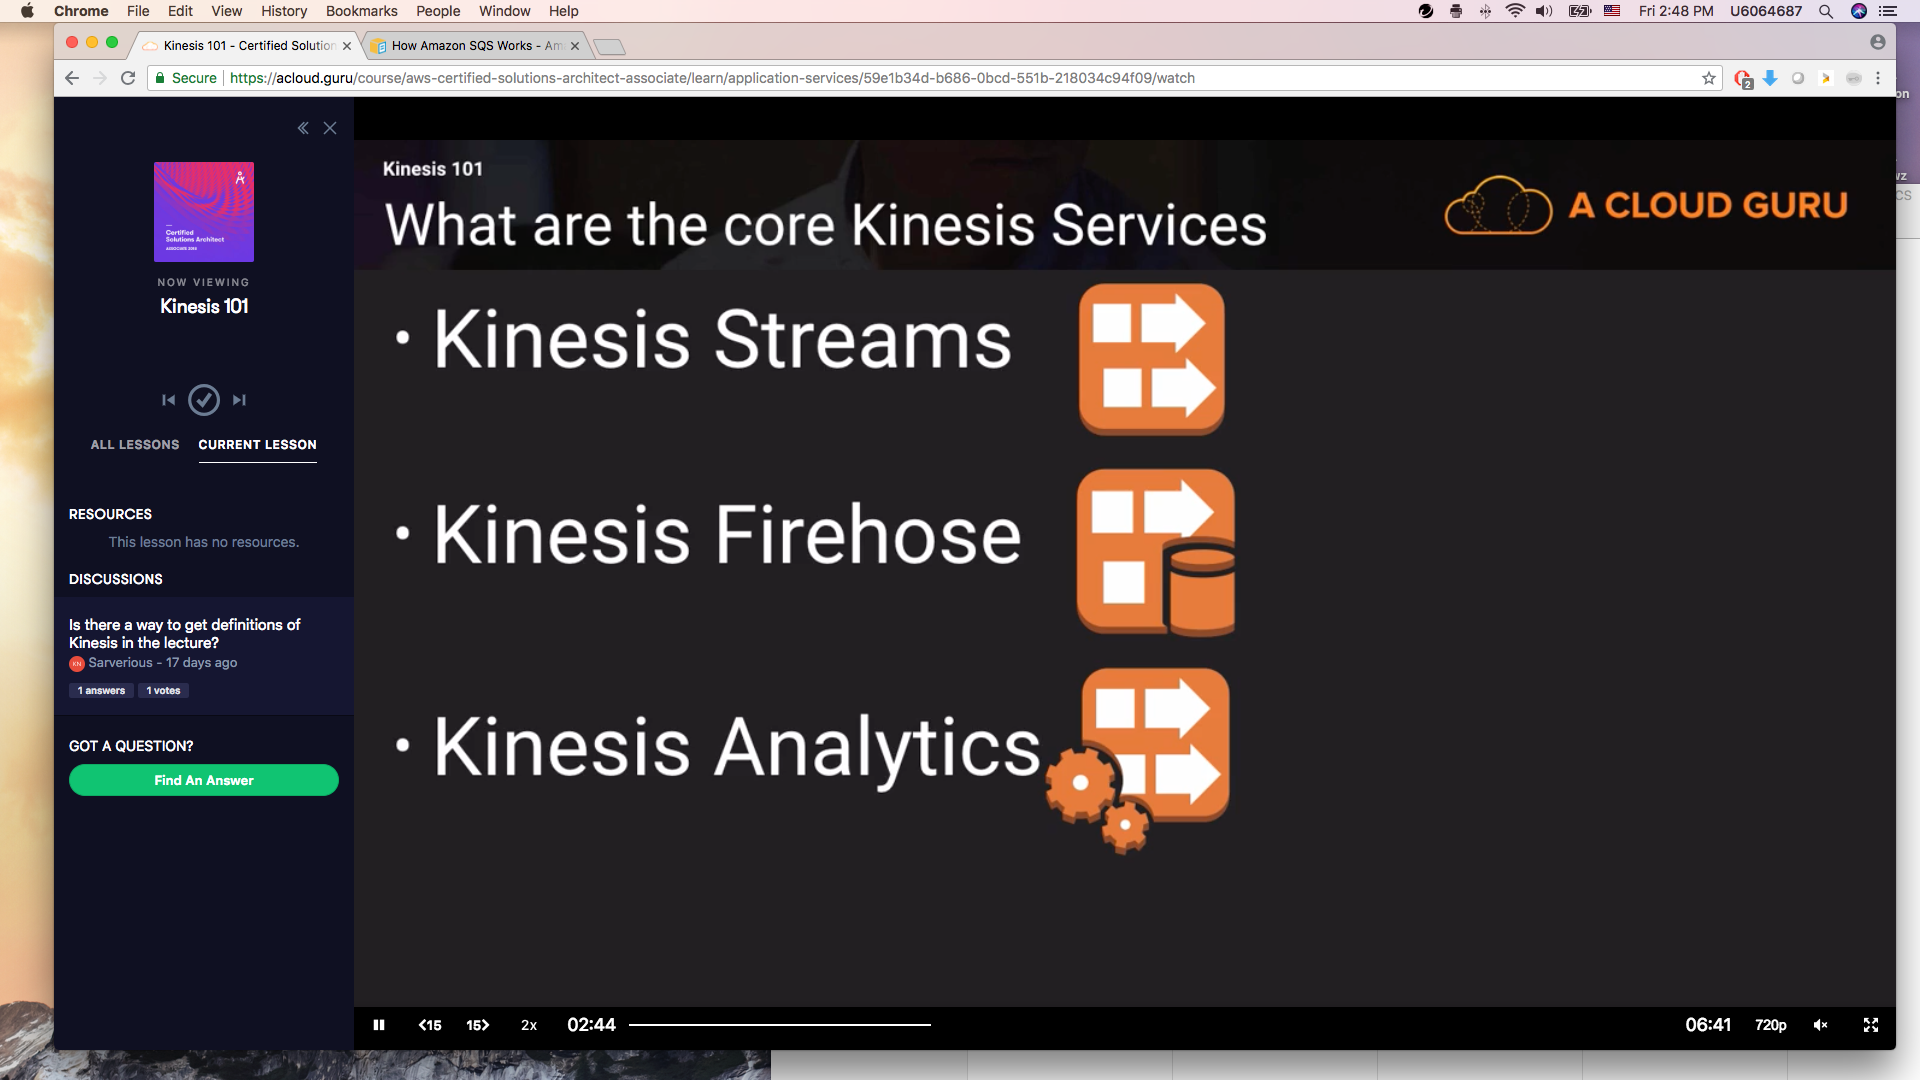 Chrome File Edit View History Bookmarks People Window Help
Fri 2:48 PM U6064687
Kinesis 101 - Certified Solution
How Amazon SQS Works - Am
Secure https://acloud.guru/course/aws-certified-solutions-architect-associate/learn/application-services/59e1b34d-b686-0bcd-551b-218034c94f09/watch
2
on
Certified
Solutions Architect
NOW VIEWING
Kinesis 101
ALL LESSONS CURRENT LESSON
RESOURCES
This lesson has no resources.
DISCUSSIONS
Is there a way to get definitions of
Kinesis in the lecture?
KN Sarverious - 17 days ago
1 answers 1 votes
GOT A QUESTION?
Find An Answer
Kinesis 101
What are the core Kinesis Services
A CLOUD GURU
• Kinesis Streams
• Kinesis Firehose
• Kinesis Analytics
<15 15> 2x 02:44
06:41 720p